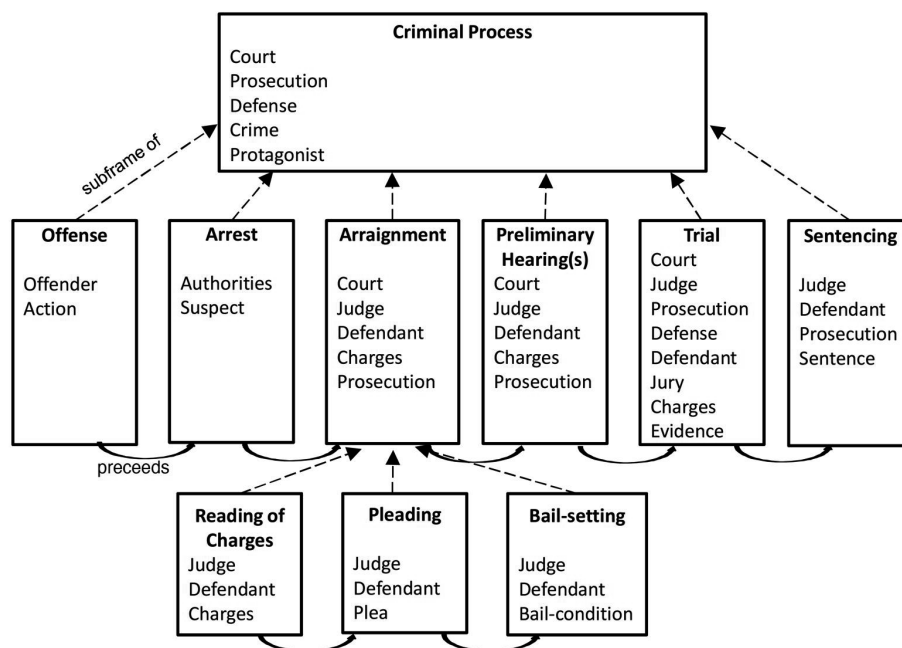 Criminal Process
Court
Prosecution
Defense
Crime
Protagonist
subframe of
Offense
Offender
Action
Arrest
Authorities
Suspect
Arraignment
Court
Judge
Defendant
Charges
Prosecution
Preliminary
Hearing(s)
Court
Judge
Defendant
Charges
Prosecution
Trial
Court
Judge
Prosecution
Defense
Defendant
Jury
Charges
Evidence
Sentencing
Judge
Defendant
Prosecution
Sentence
preceeds
Reading of
Charges
Judge
Defendant
Charges
Pleading
Judge
Defendant
Plea
Bail-setting
Judge
Defendant
Bail-condition